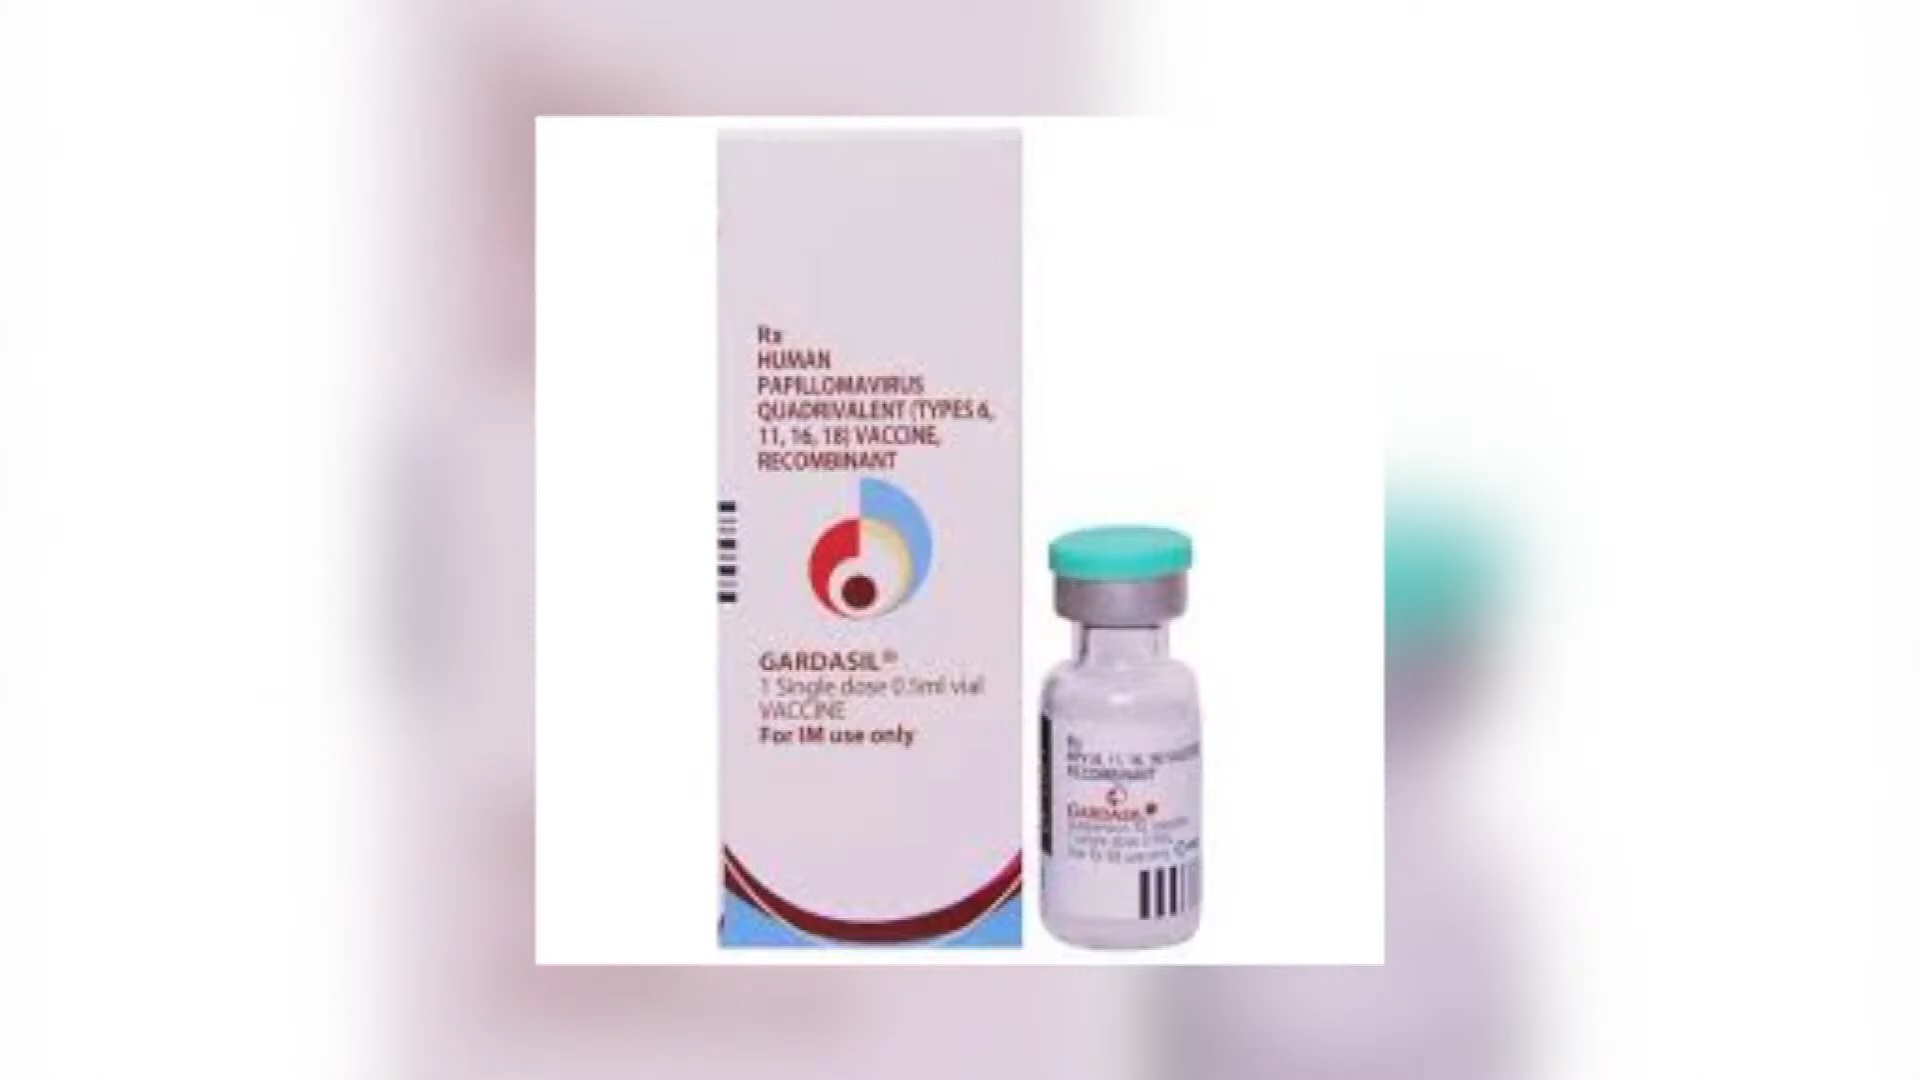 Rx
HUMAN
PAPILLOMAVIRUS
QUADRIVALENT (TYPES 6,
11, 16, 18) VACCINE,
RECOMBINANT
GARDASIL®
1 Single dose 0.5ml vial
VACCINE
For IM use only
RECOMBINANT
GARDASIL®